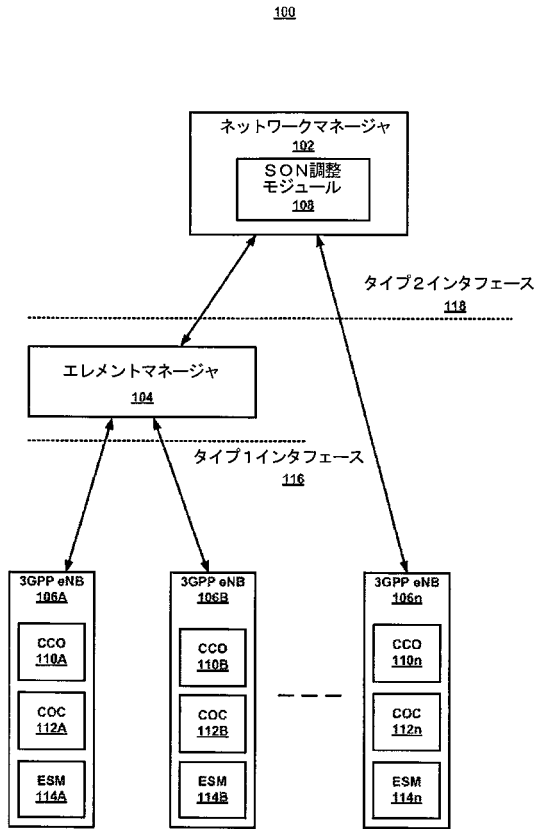 100
ネットワークマネージャ
102
SON調整
モジュール
108
タイプ2インタフェース
118
エレメントマネージャ
104
タイプ1インタフェース
116
3GPP eNB
106A
CCO
110A
COC
112A
ESM
114A
3GPP eNB
106B
CCO
110B
COC
112B
ESM
114B
3GPP eNB
106n
CCO
110n
COC
112n
ESM
114n